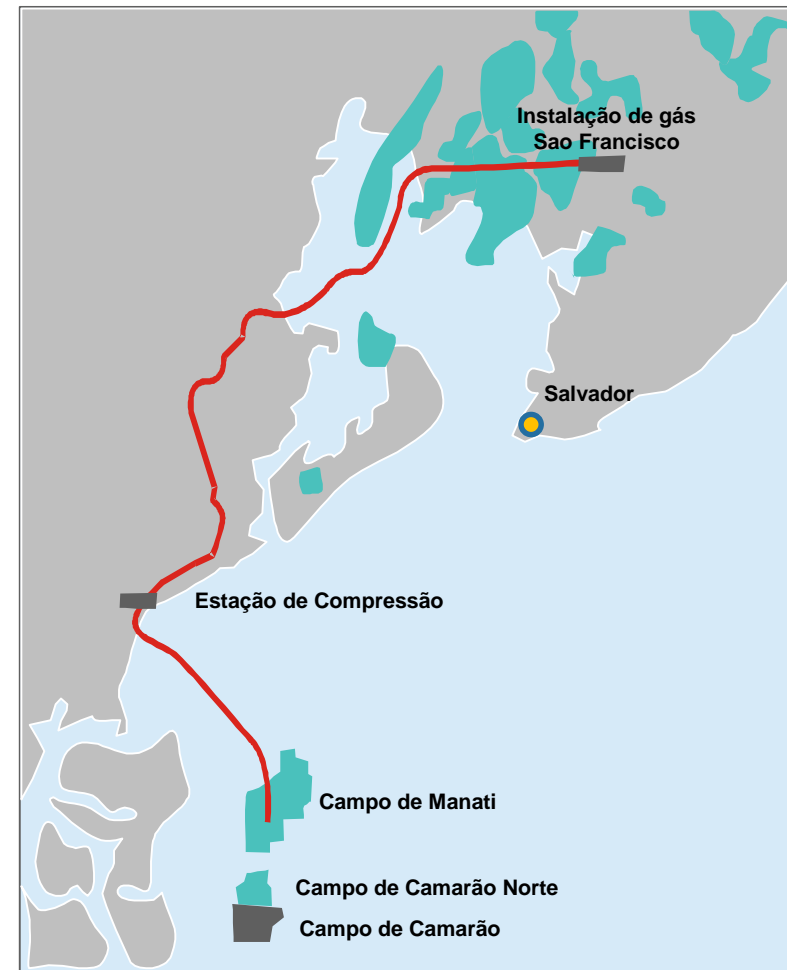 Instalação de gás
Sao Francisco
Salvador
Estação de Compressão
Campo de Manati
Campo de Camarão Norte
Campo de Camarão